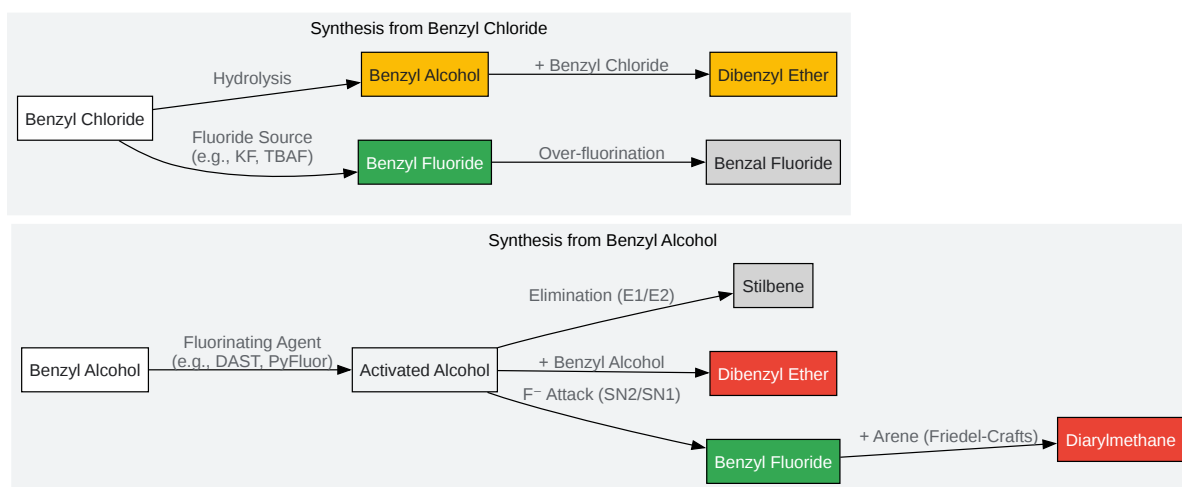 Synthesis from Benzyl Chloride
Hydrolysis
Benzyl Alcohol
+ Benzyl Chloride
Dibenzyl Ether
Benzyl Chloride
Fluoride Source
(e.g., KF, TBAF)
Benzyl Fluoride
Over-fluorination
Benzal Fluoride
Synthesis from Benzyl Alcohol
Stilbene
Elimination (E1/E2)
Benzyl Alcohol
Fluorinating Agent
(e.g., DAST, PyFluor)
Activated Alcohol
+ Benzyl Alcohol
Dibenzyl Ether
F⁻ Attack (SN2/SN1)
Benzyl Fluoride
+ Arene (Friedel-Crafts)
Diarylmethane